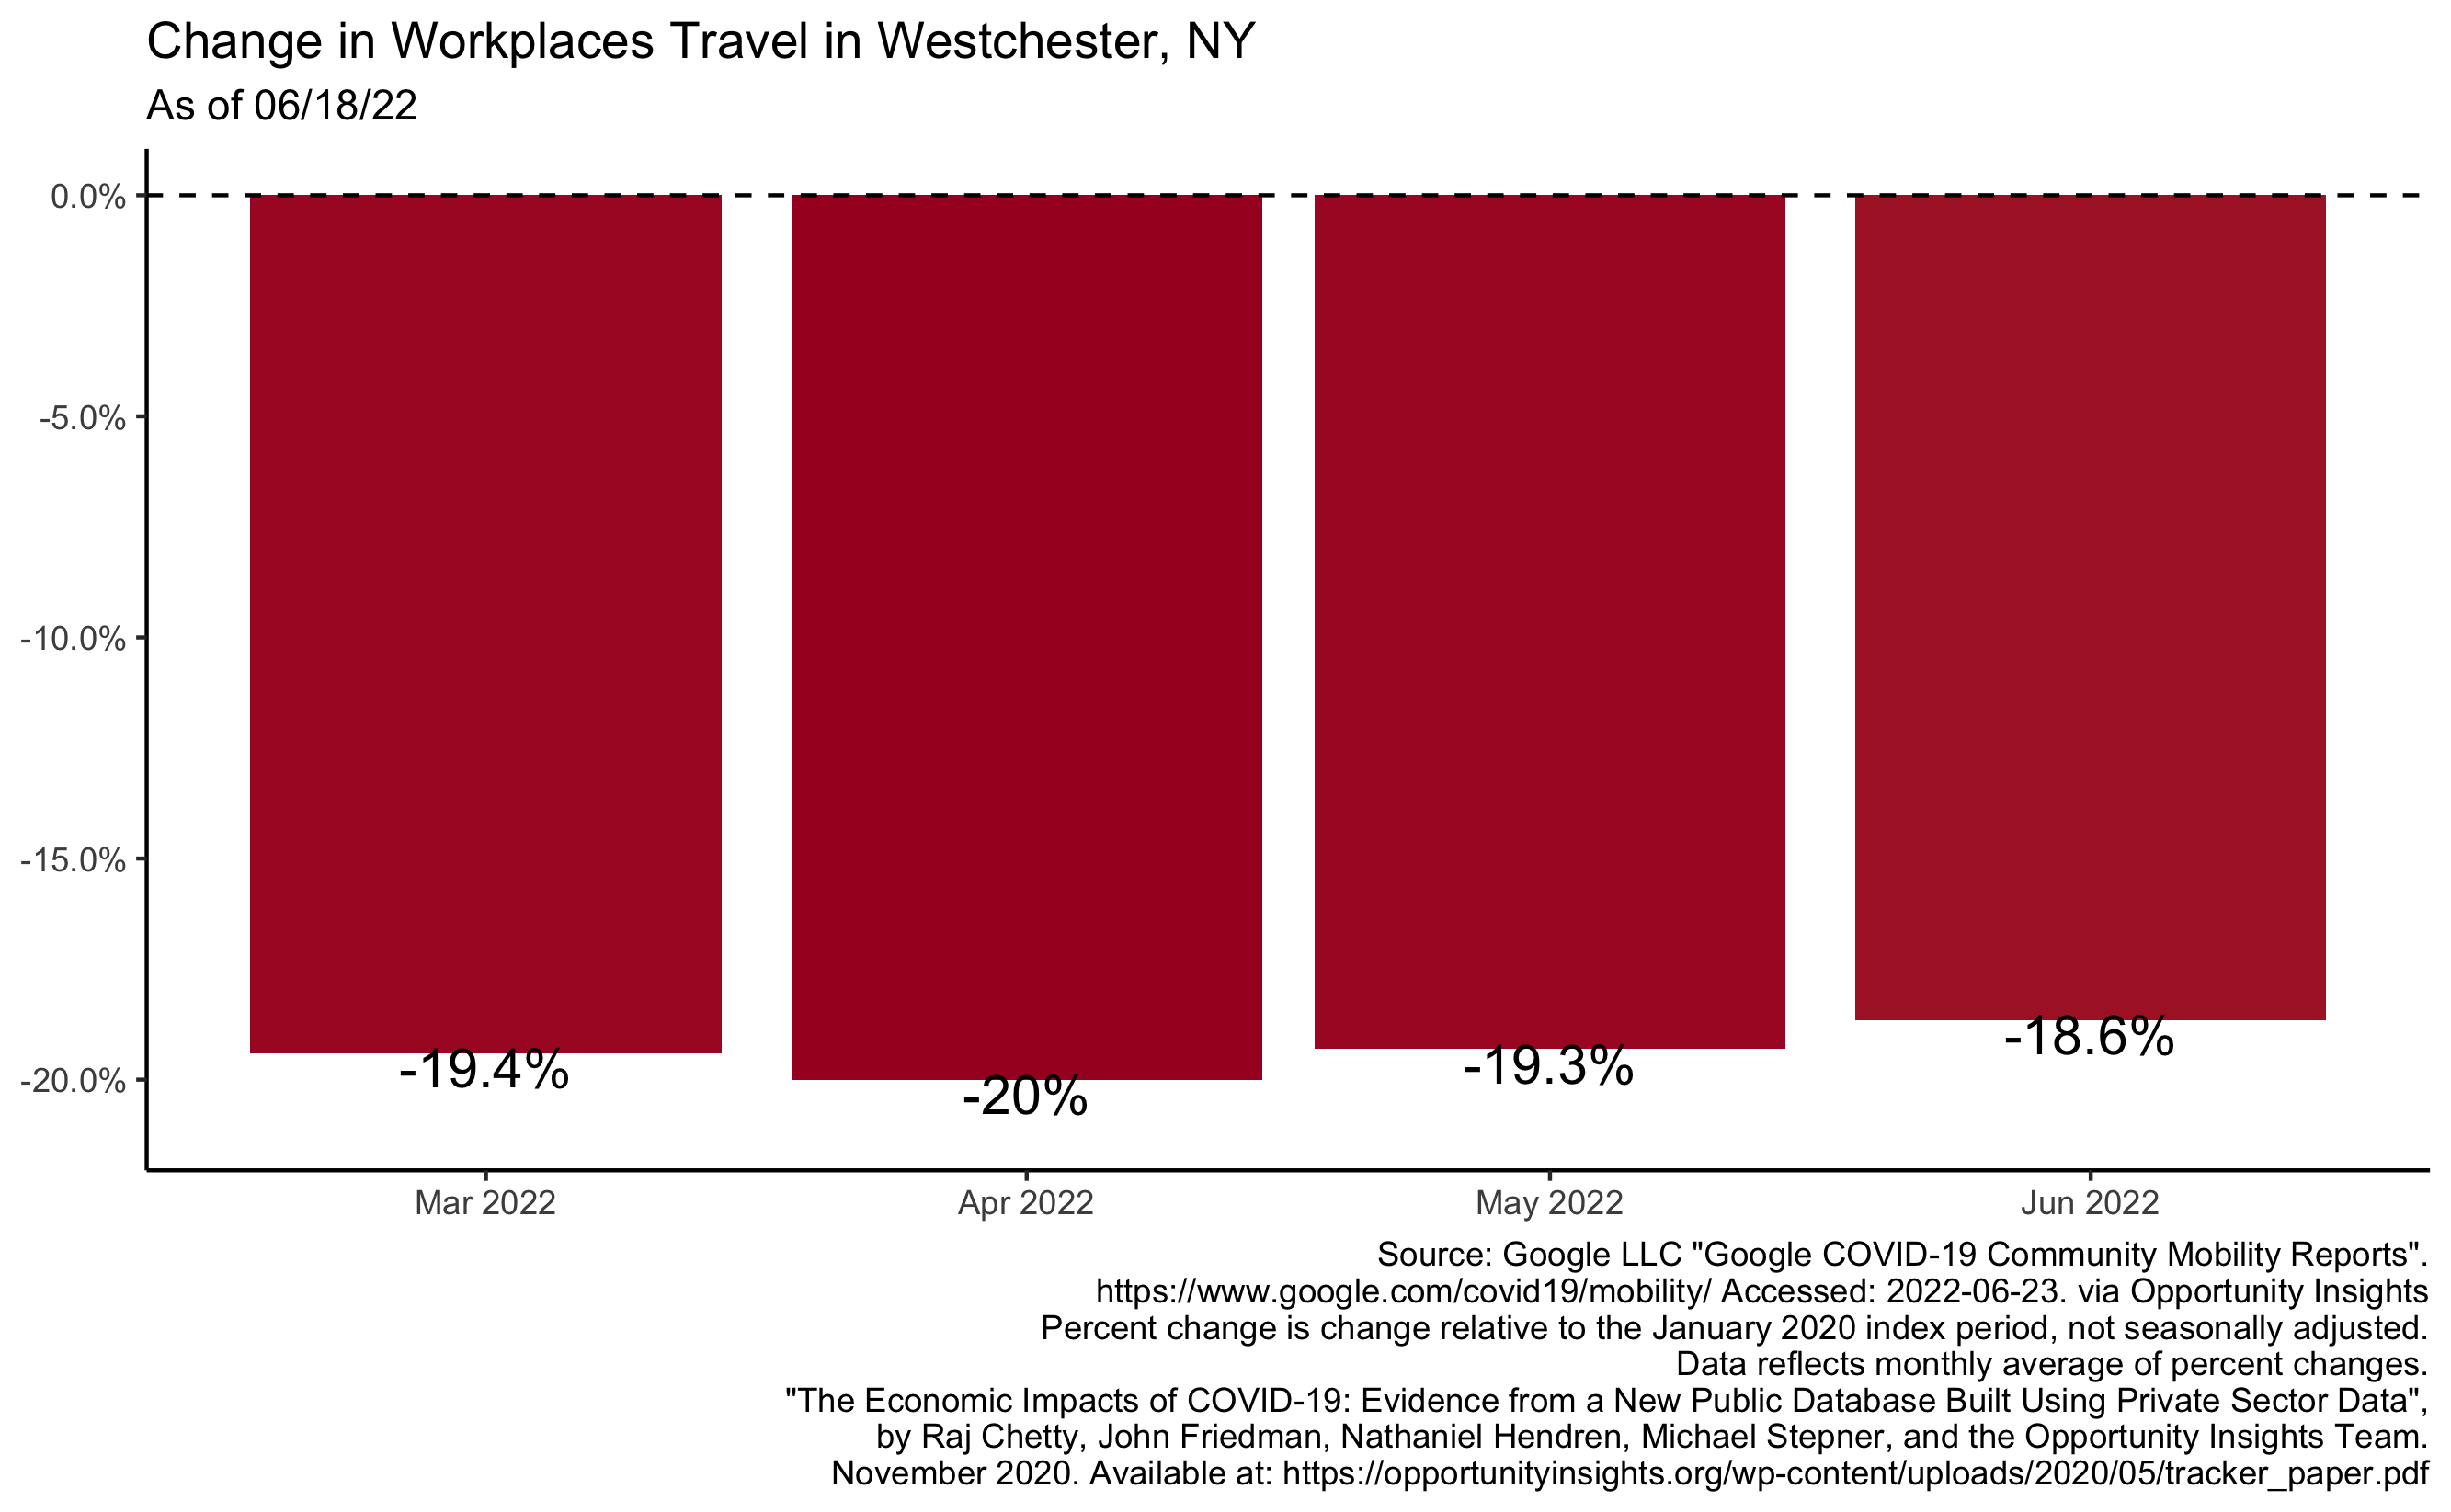 Change in Workplaces Travel in Westchester, NY
As of 06/18/22
0.0%
-5.0%
-10.0%
-15.0%
-20.0%
-19.4%
-20%
-19.3%
-18.6%
Mar 2022
Apr 2022
May 2022
Jun 2022
Source: Google LLC "Google COVID-19 Community Mobility Reports".
https://www.google.com/covid19/mobility/ Accessed: 2022-06-23. via Opportunity Insights
Percent change is change relative to the January 2020 index period, not seasonally adjusted.
Data reflects monthly average of percent changes.
"The Economic Impacts of COVID-19: Evidence from a New Public Database Built Using Private Sector Data",
by Raj Chetty, John Friedman, Nathaniel Hendren, Michael Stepner, and the Opportunity Insights Team.
November 2020. Available at: https://opportunityinsights.org/wp-content/uploads/2020/05/tracker_paper.pdf